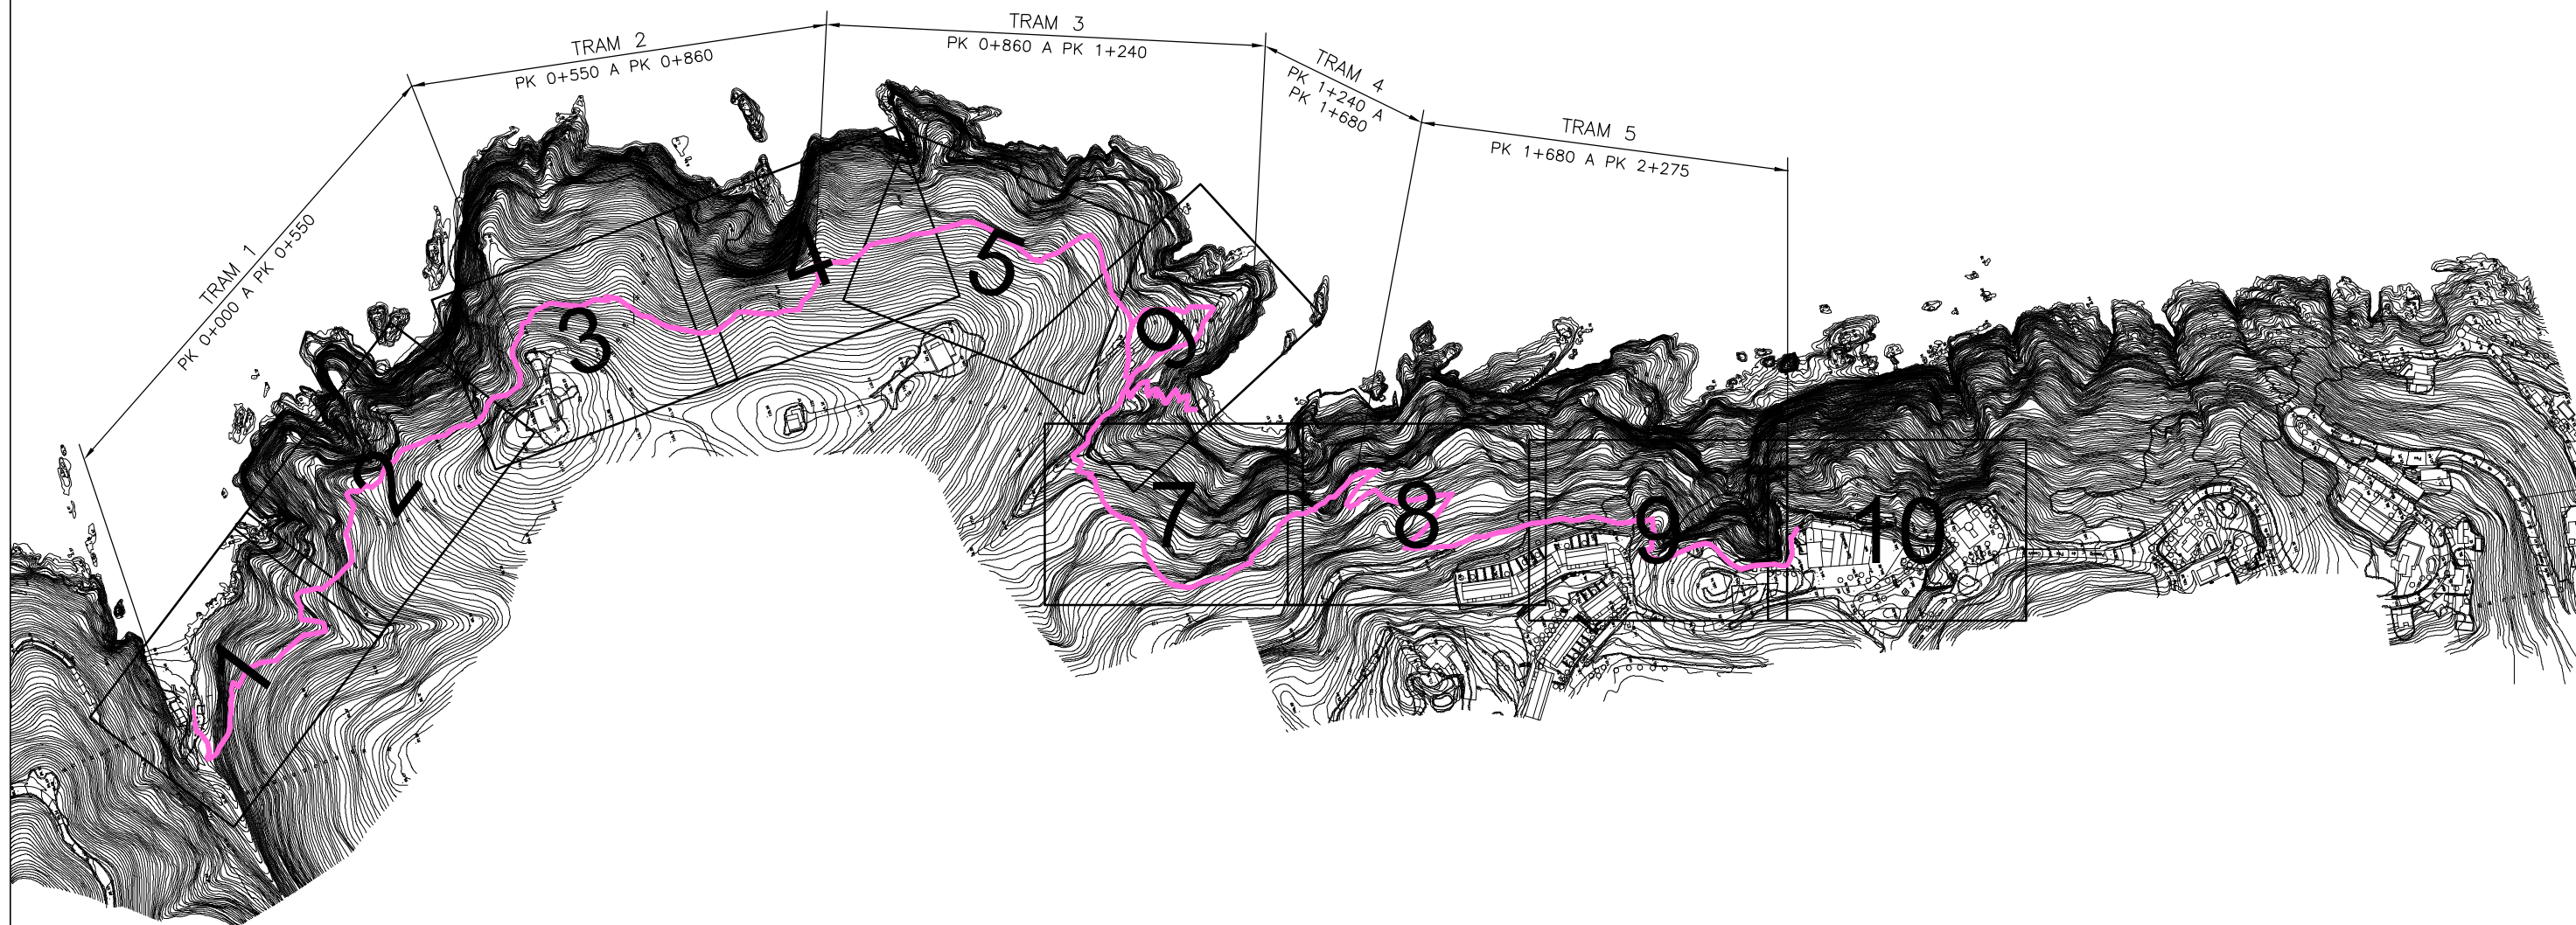 TRAM 1
PK 0+000 A PK 0+550
TRAM 2
PK 0+550 A PK 0+860
TRAM 3
PK 0+860 A PK 1+240
TRAM 4
PK 1+240 A
PK 1+680
TRAM 5
PK 1+680 A PK 2+275
1
2
3
4
5
6
7
8
9
10